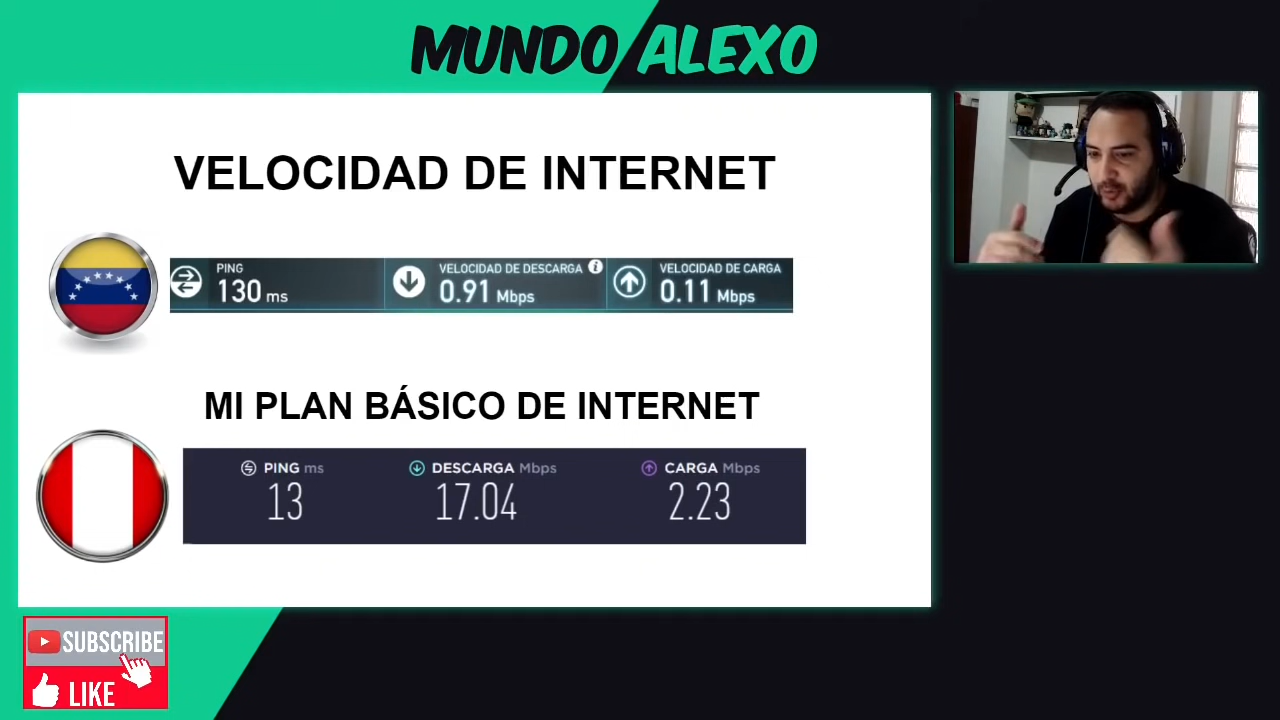 MUNDO ALEXO
VELOCIDAD DE INTERNET
PING
130 ms
VELOCIDAD DE DESCARGA
0.91 Mbps
VELOCIDAD DE CARGA
0.11 Mbps
MI PLAN BÁSICO DE INTERNET
PING ms
13
DESCARGA Mbps
17.04
CARGA Mbps
2.23
SUBSCRIBE
LIKE